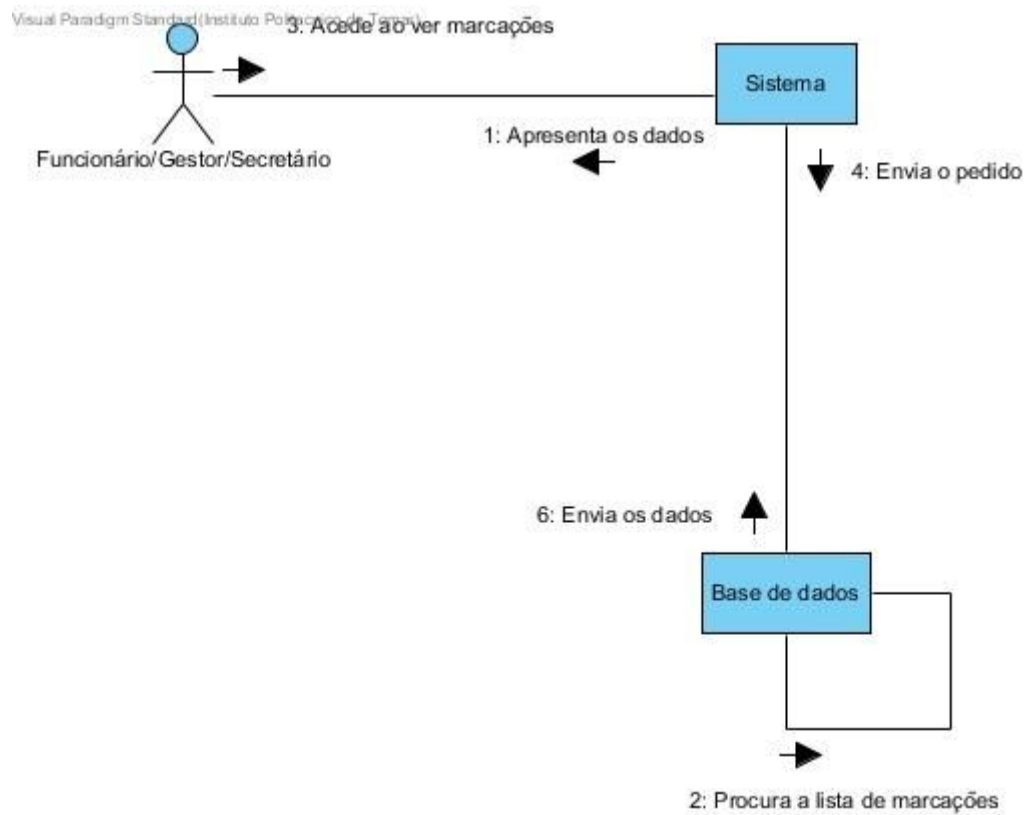 Visual Paradigm Standard(Instituto Politécnico de Tomar)
3: Acede ao ver marcações
Sistema
1: Apresenta os dados
Funcionário/Gestor/Secretário
4: Envia o pedido
6: Envia os dados
Base de dados
2: Procura a lista de marcações